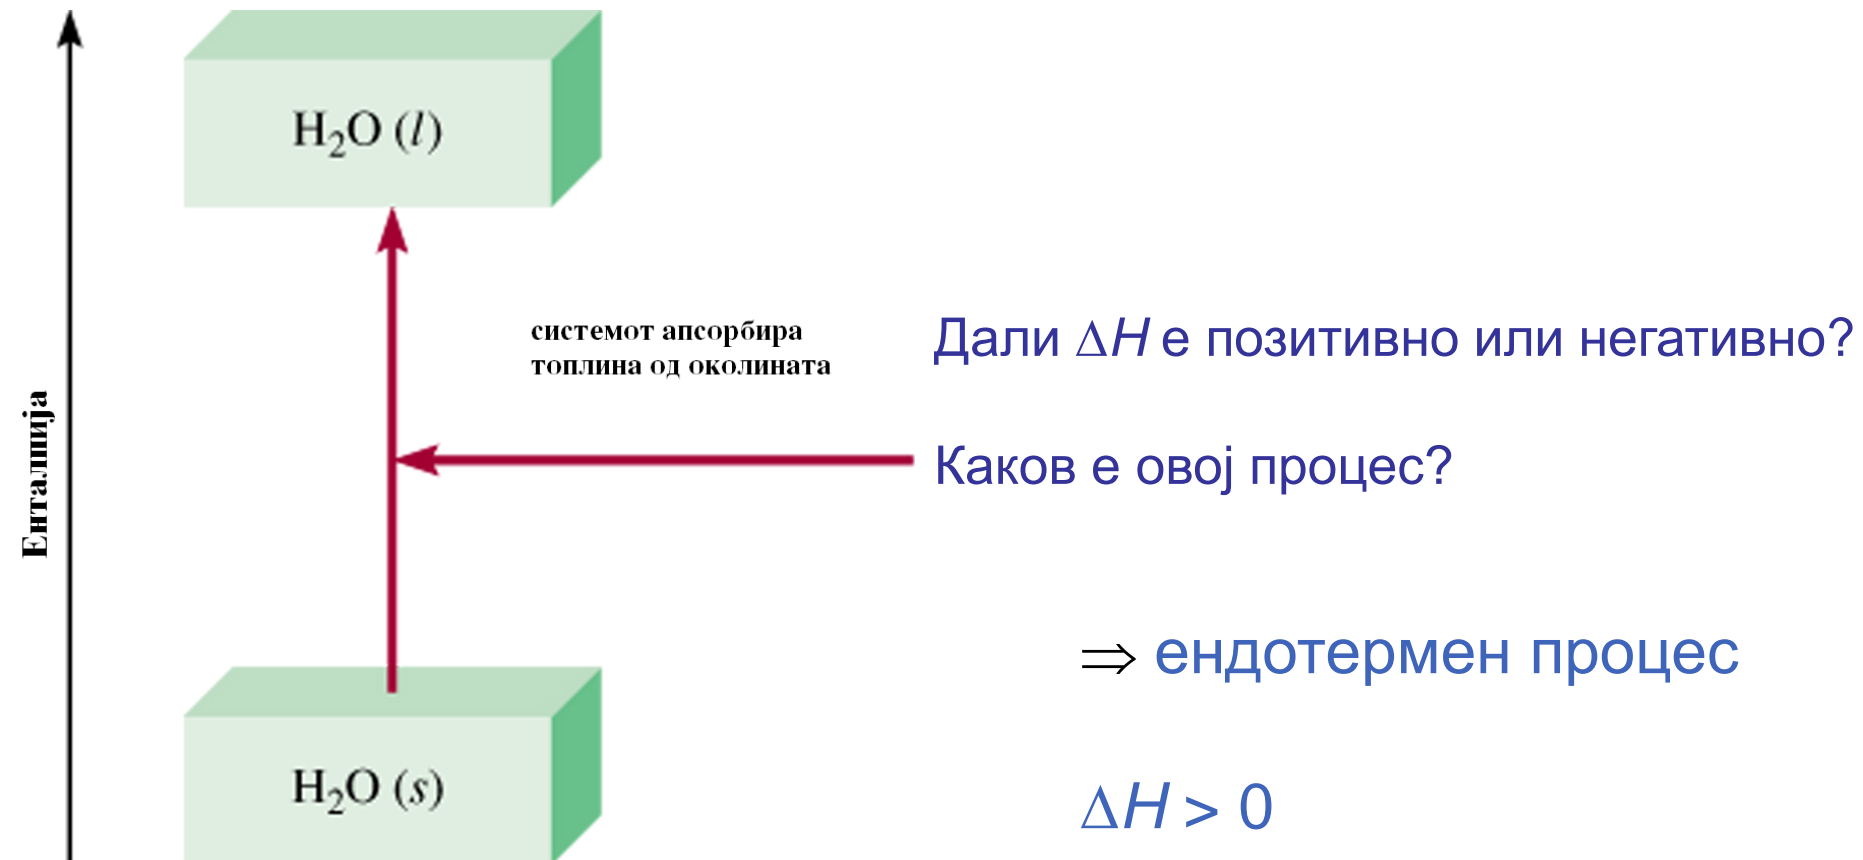 H₂O (l)
системот апсорбира
топлина од околината
Дали ΔH е позитивно или негативно?
Каков е овој процес?
Енталпија
⇒ ендотермен процес
H₂O (s)
ΔH > 0